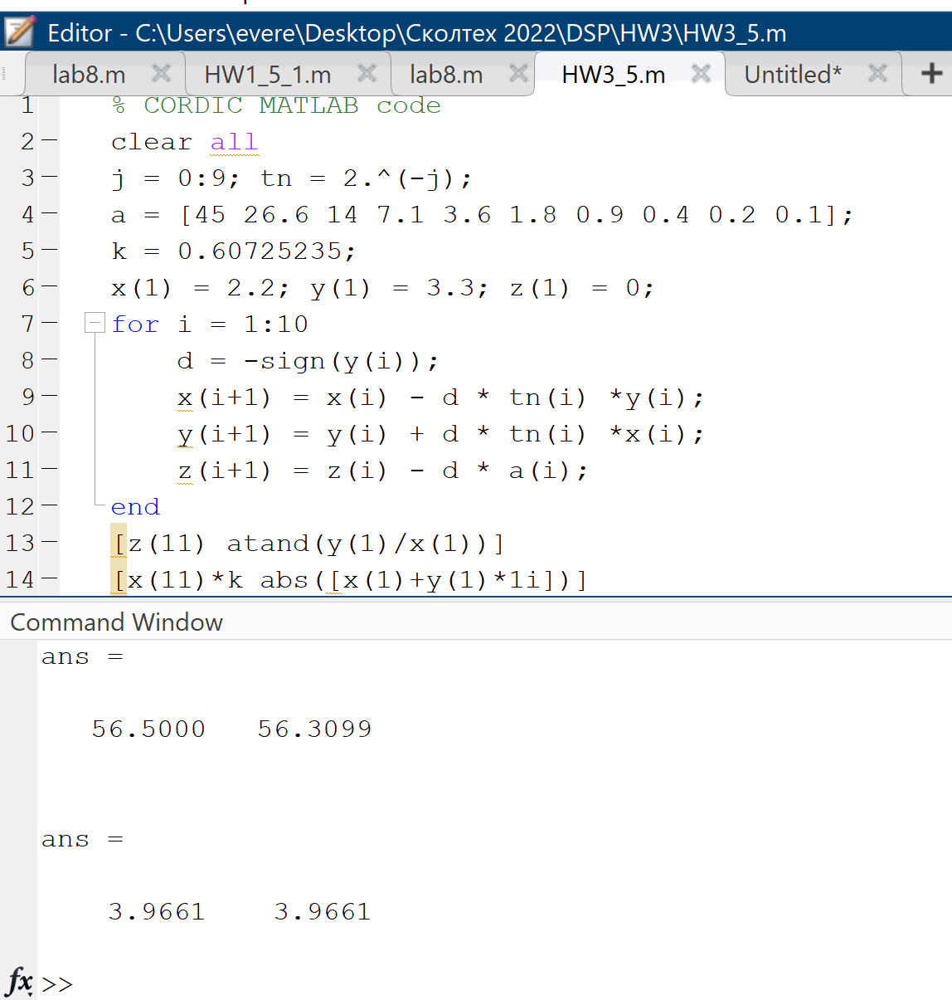 Editor - C:\Users\evere\Desktop\Сколтех 2022\DSP\HW3\HW3_5.m
lab8.m HW1_5_1.m lab8.m HW3_5.m Untitled* +
1 % CORDIC MATLAB code
2 — clear all
3 — j = 0:9; tn = 2.^(-j);
4 — a = [45 26.6 14 7.1 3.6 1.8 0.9 0.4 0.2 0.1];
5 — k = 0.60725235;
6 — x(1) = 2.2; y(1) = 3.3; z(1) = 0;
7 — for i = 1:10
8 — d = -sign(y(i));
9 — x(i+1) = x(i) - d * tn(i) *y(i);
10 — y(i+1) = y(i) + d * tn(i) *x(i);
11 — z(i+1) = z(i) - d * a(i);
12 — end
13 — [z(11) atand(y(1)/x(1))]
14 — [x(11)*k abs([x(1)+y(1)*1i])]
Command Window
ans =
56.5000 56.3099
ans =
3.9661 3.9661
fx >>